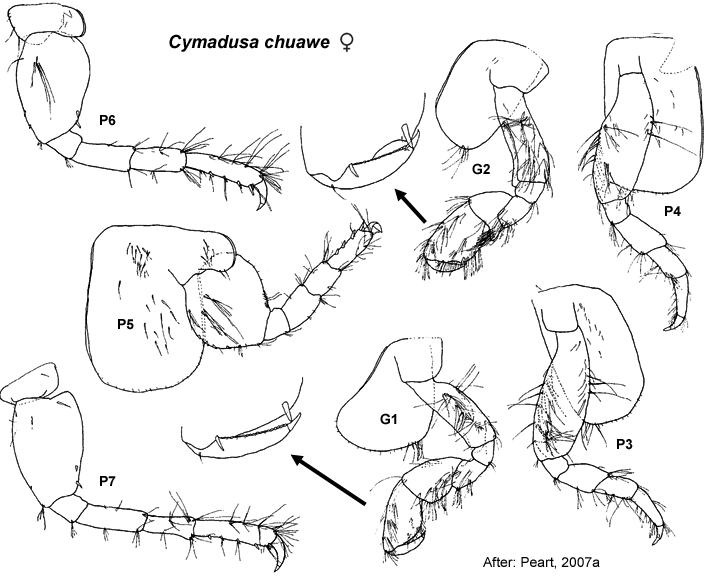 Cymadusa chuawe ♀
P6
G2
P4
P5
G1
P3
P7
After: Peart, 2007a